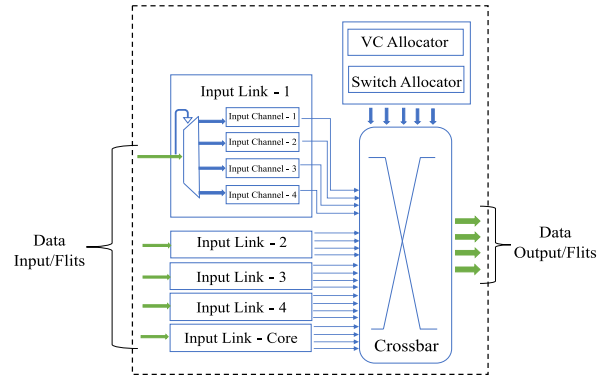 VC Allocator
Switch Allocator
Input Link - 1
Input Channel - 1
Input Channel - 2
Input Channel - 3
Input Channel - 4
Data
Input/Flits
Input Link - 2
Input Link - 3
Input Link - 4
Input Link - Core
Crossbar
Data
Output/Flits